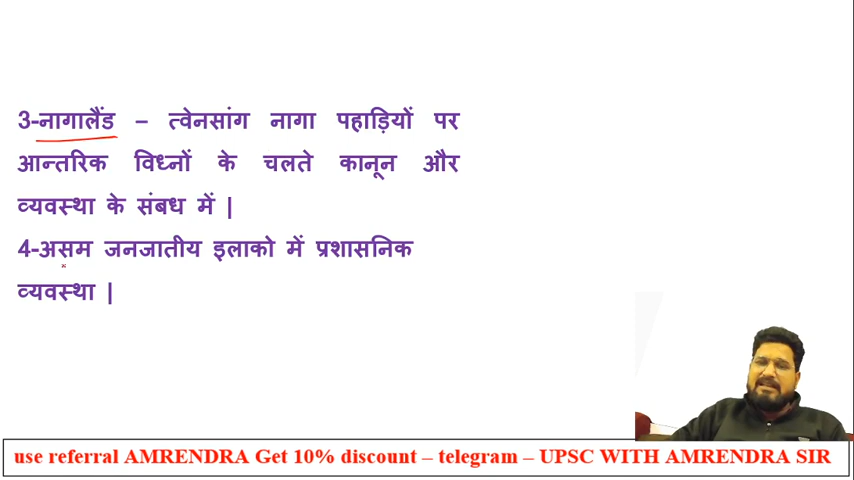 3-नागालैंड – त्वेनसांग नागा पहाड़ियों पर
आन्तरिक विध्नों के चलते कानून और
व्यवस्था के संबध में |
4-असम जनजातीय इलाको में प्रशासनिक
व्यवस्था |
use referral AMRENDRA Get 10% discount – telegram – UPSC WITH AMRENDRA SIR